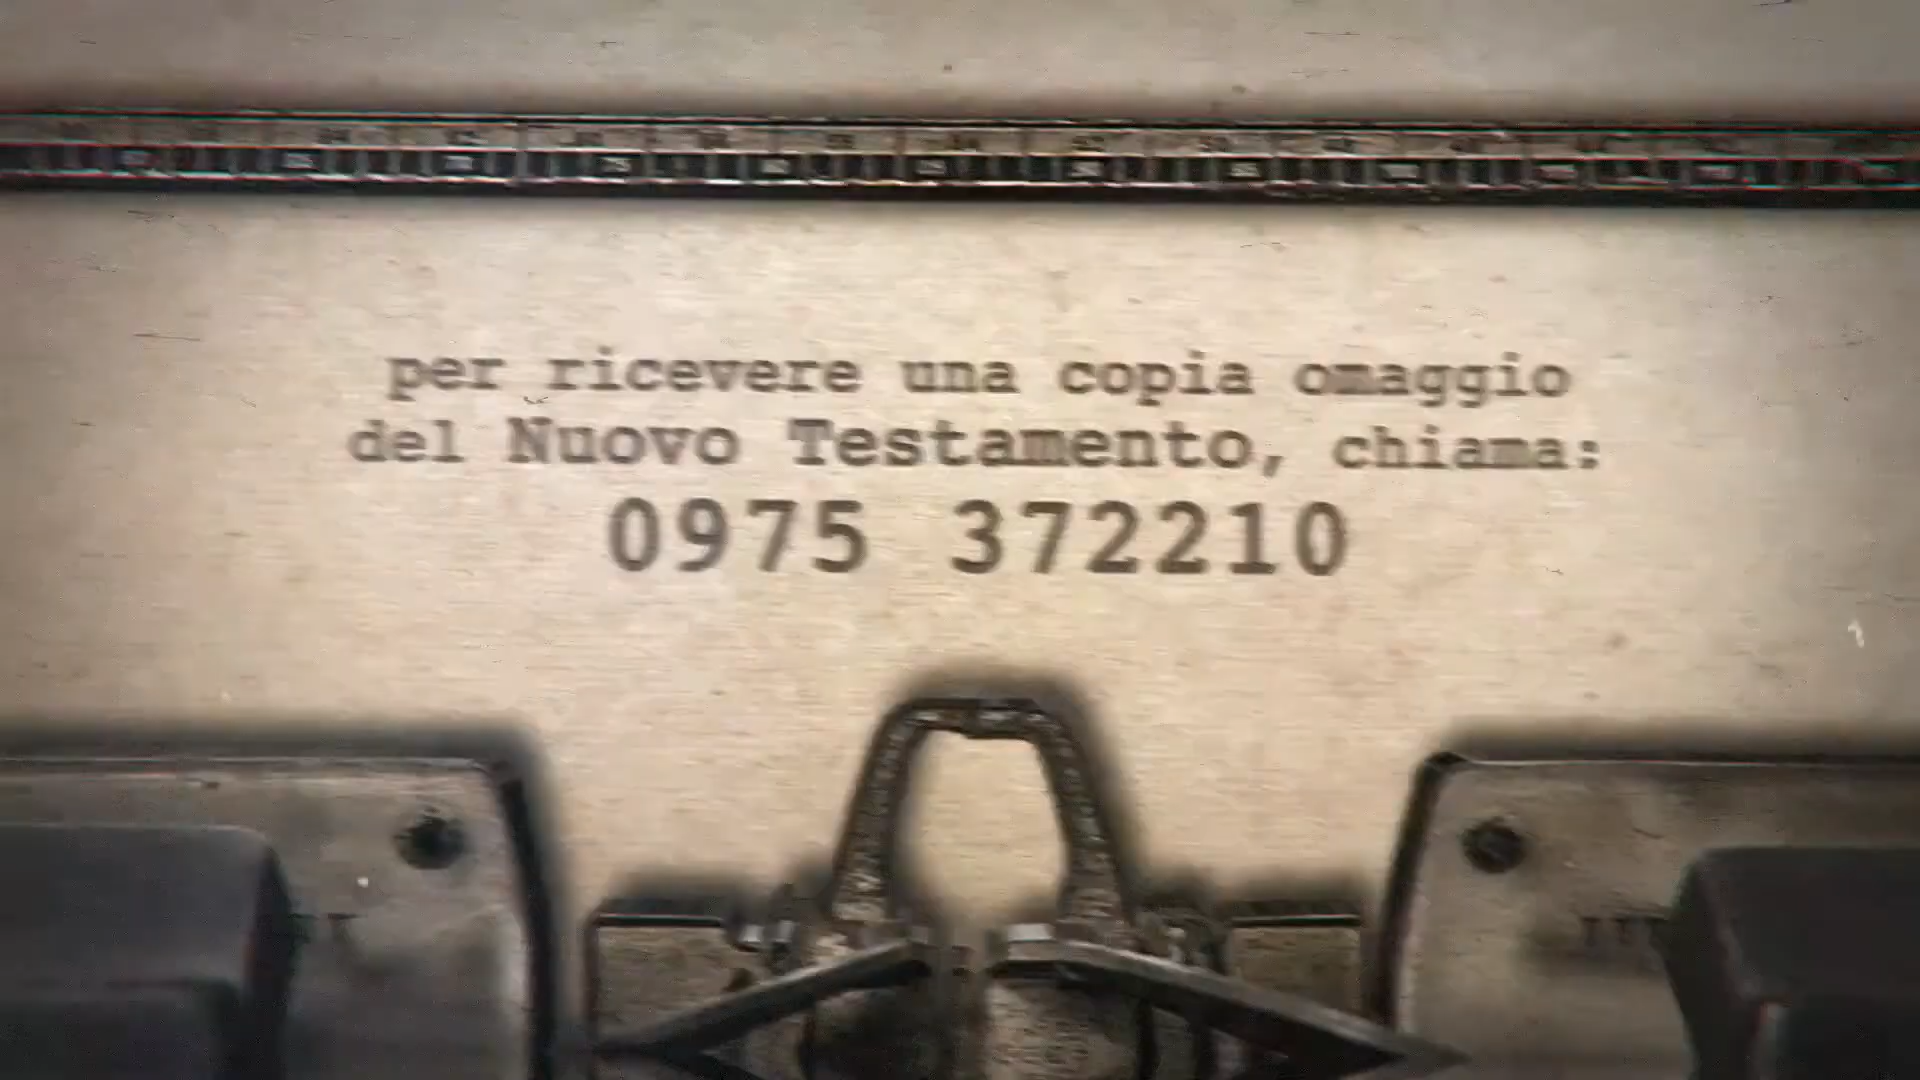 per ricevere una copia omaggio
del Nuovo Testamento, chiama:
0975 372210